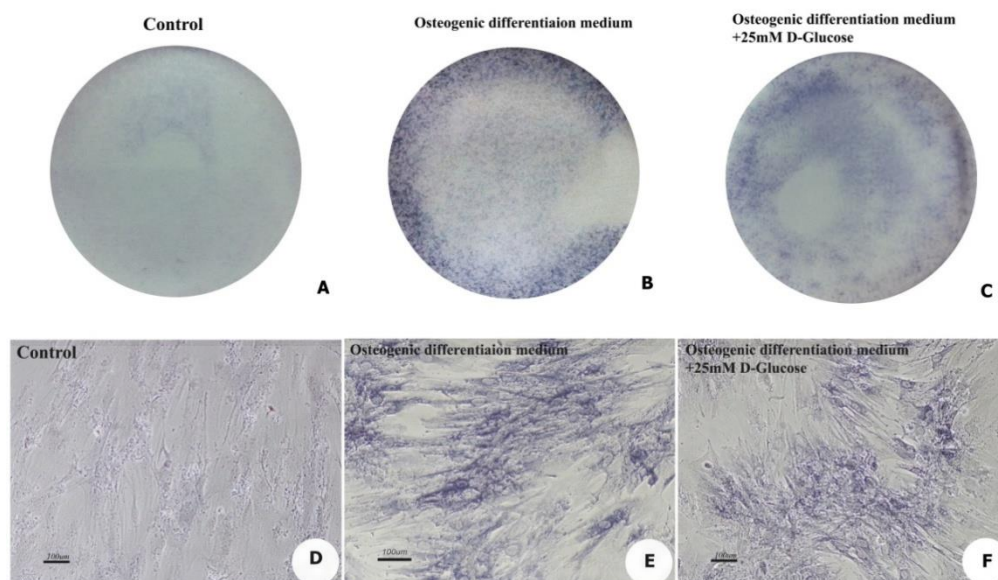 Control
Osteogenic differentiaion medium
Osteogenic differentiation medium
+25mM D-Glucose
A
B
C
Control
Osteogenic differentiaion medium
Osteogenic differentiation medium
+25mM D-Glucose
100um
D
100um
E
100um
F